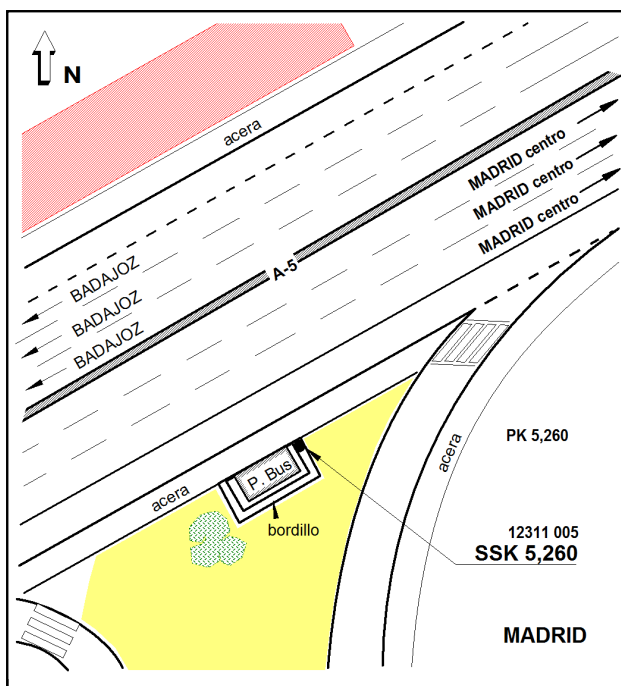 N
acera
MADRID centro
MADRID centro
MADRID centro
BADAJOZ
BADAJOZ
BADAJOZ
A-5
PK 5,260
acera
P. Bus
acera
bordillo
12311 005
SSK 5,260
MADRID